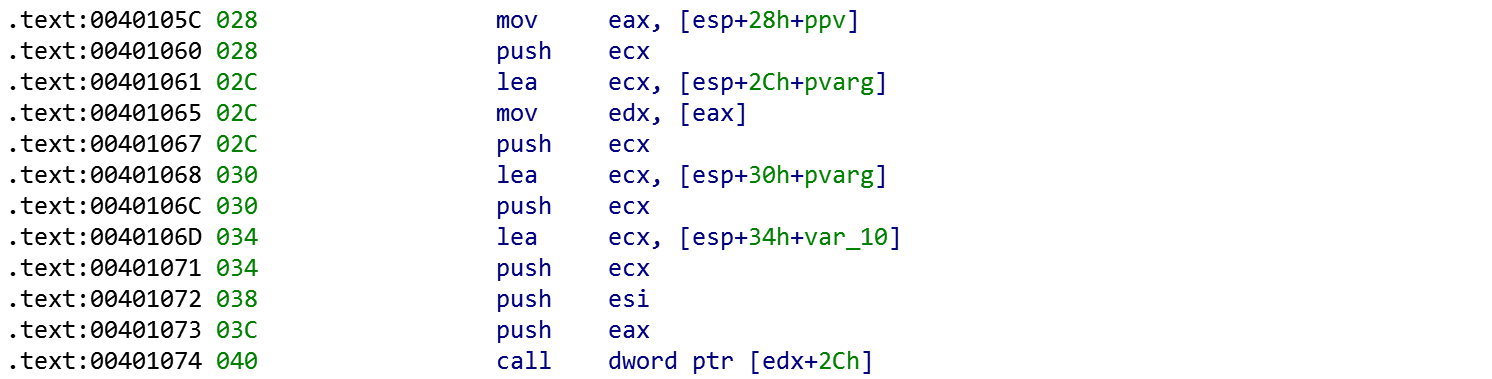 .text:0040105C 028 mov eax, [esp+28h+ppv]
.text:00401060 028 push ecx
.text:00401061 02C lea ecx, [esp+2Ch+pvarg]
.text:00401065 02C mov edx, [eax]
.text:00401067 02C push ecx
.text:00401068 030 lea ecx, [esp+30h+pvarg]
.text:0040106C 030 push ecx
.text:0040106D 034 lea ecx, [esp+34h+var_10]
.text:00401071 034 push ecx
.text:00401072 038 push esi
.text:00401073 03C push eax
.text:00401074 040 call dword ptr [edx+2Ch]